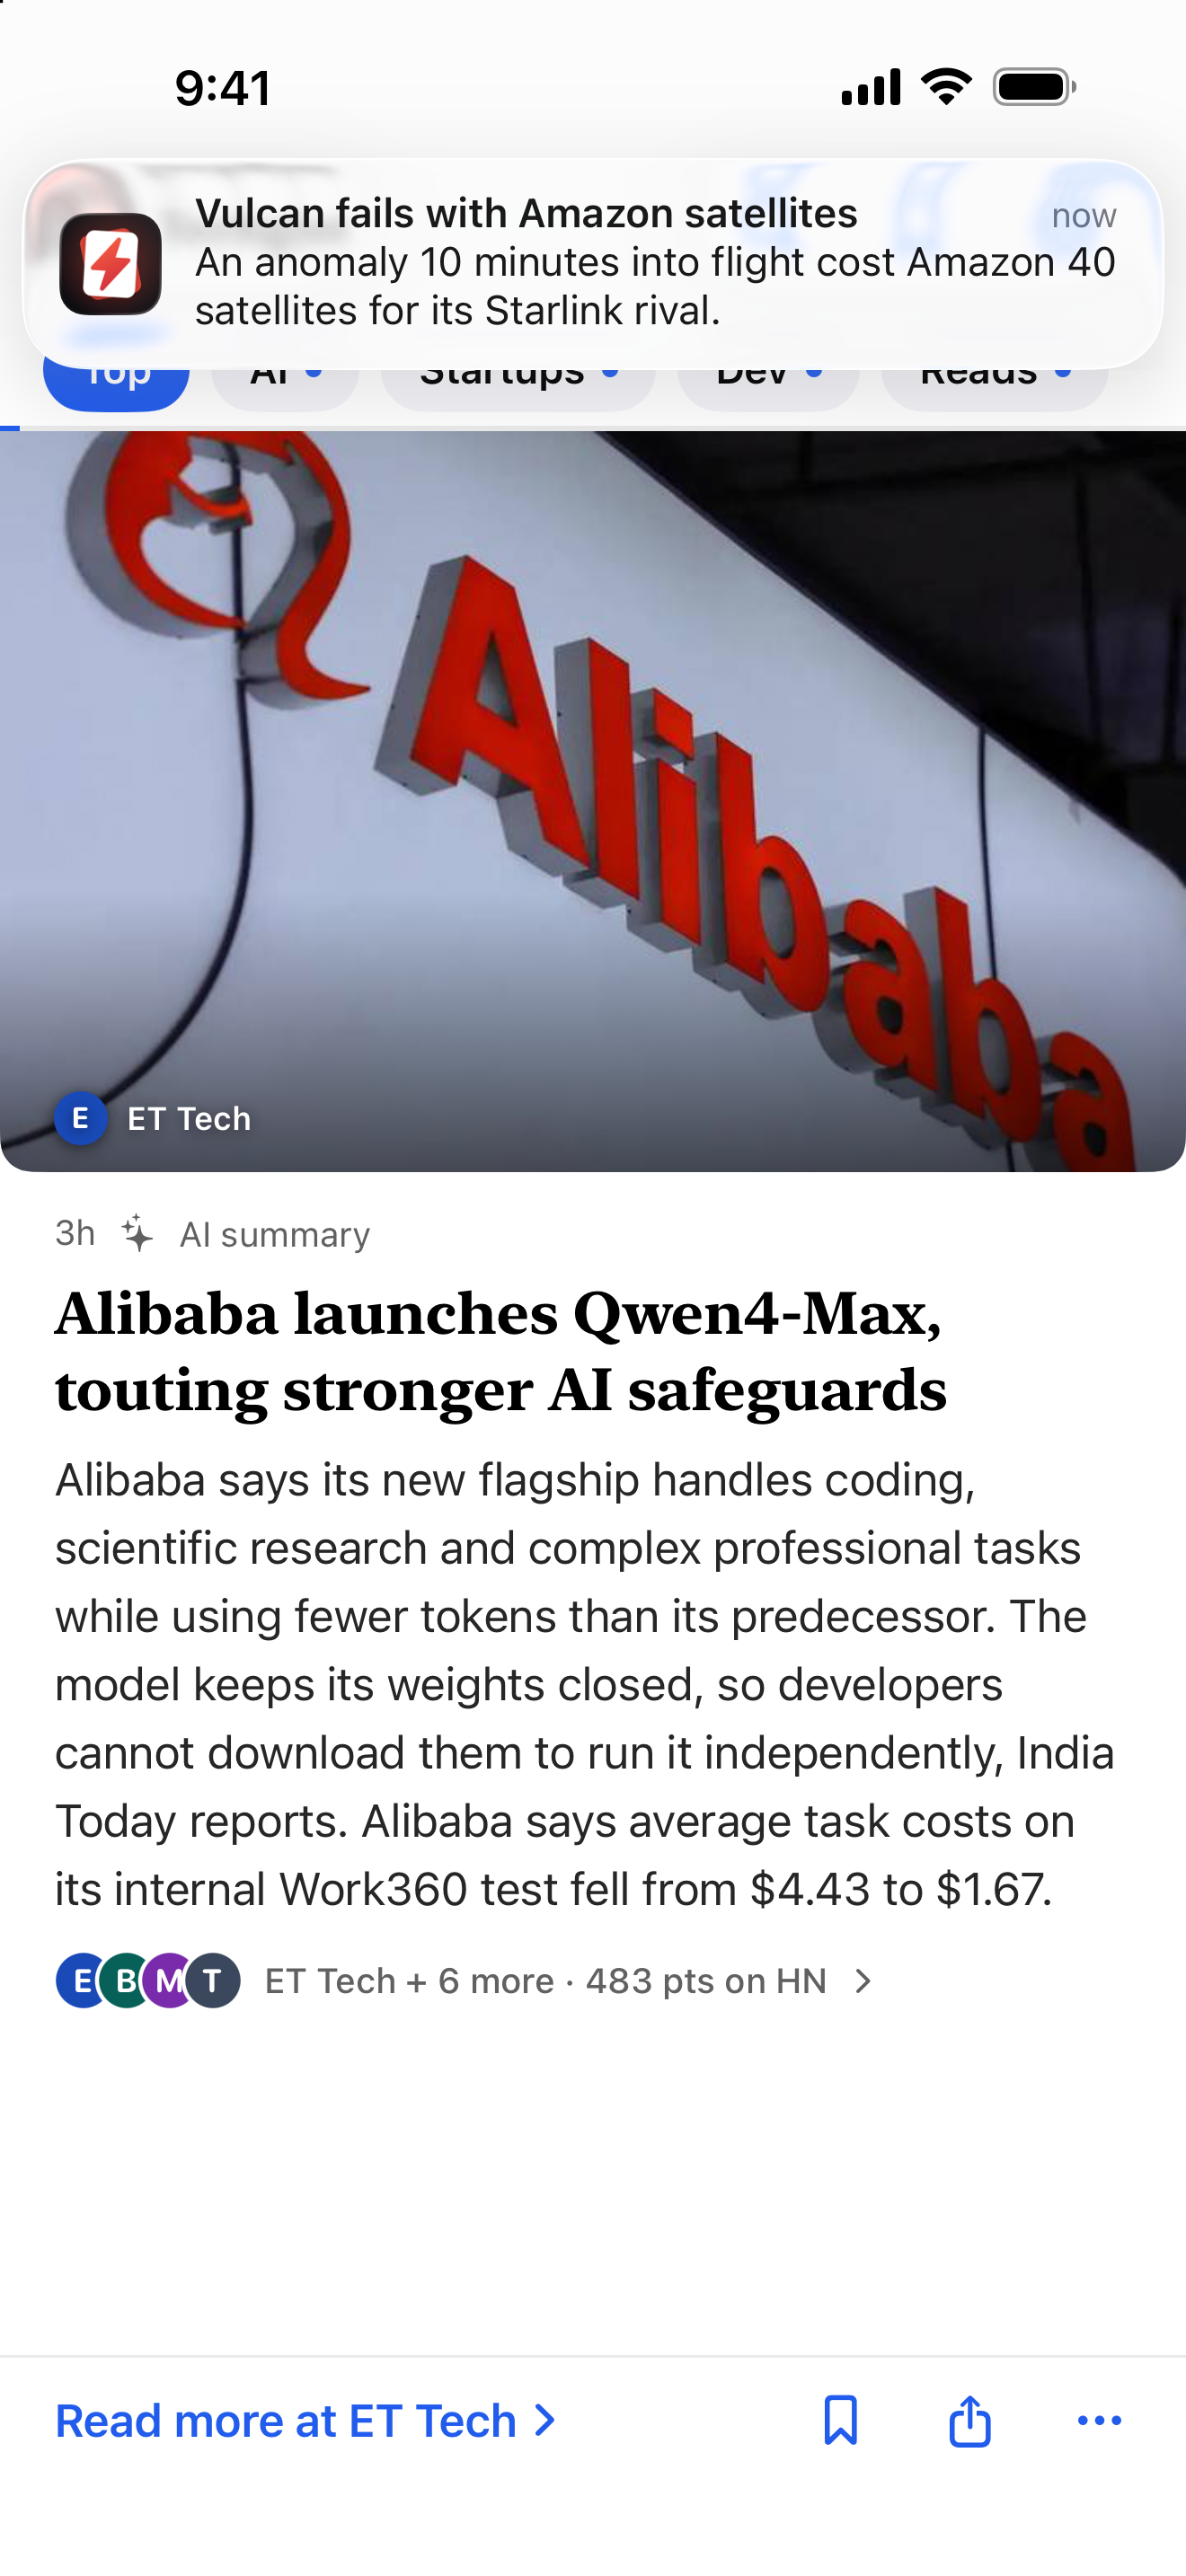 9:41
Vulcan fails with Amazon satellites now
An anomaly 10 minutes into flight cost Amazon 40
satellites for its Starlink rival.
Top AI Startups Dev Reads
Alibaba
E ET Tech
3h AI summary
Alibaba launches Qwen4-Max,
touting stronger AI safeguards
Alibaba says its new flagship handles coding,
scientific research and complex professional tasks
while using fewer tokens than its predecessor. The
model keeps its weights closed, so developers
cannot download them to run it independently, India
Today reports. Alibaba says average task costs on
its internal Work360 test fell from $4.43 to $1.67.
E B M T ET Tech + 6 more · 483 pts on HN
Read more at ET Tech